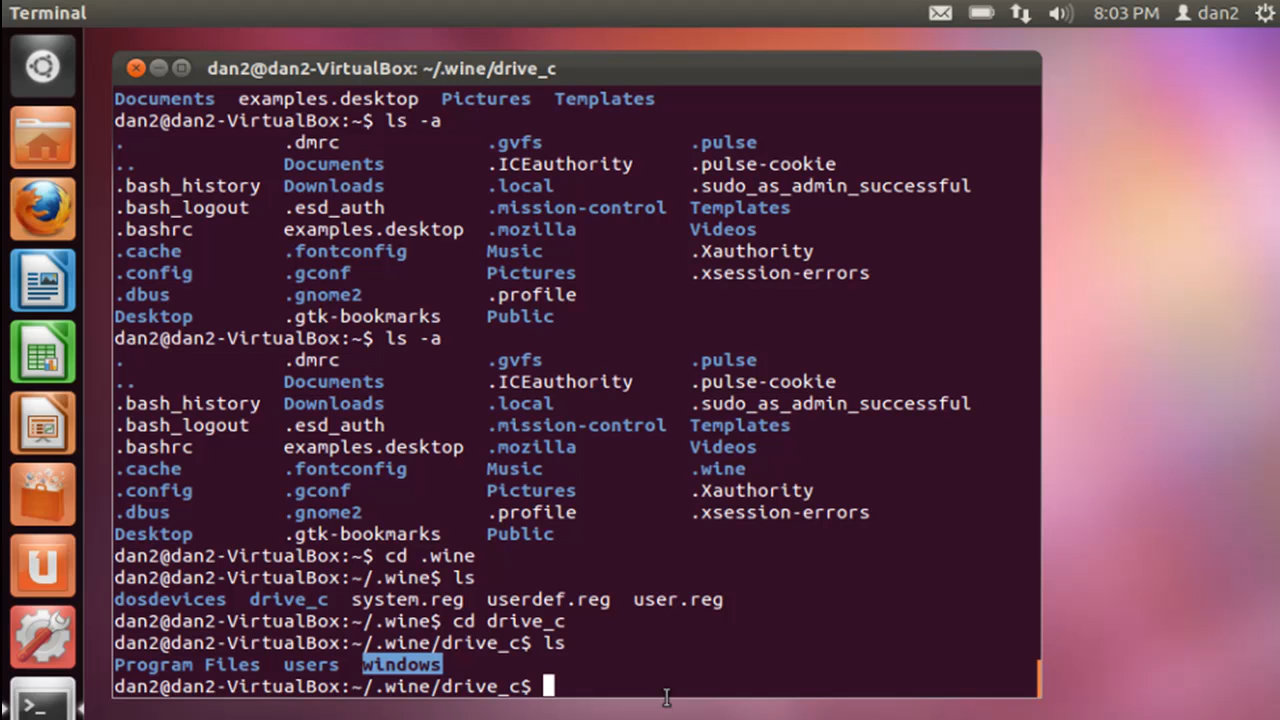 Terminal 8:03 PM dan2
dan2@dan2-VirtualBox: ~/.wine/drive_c
Documents examples.desktop Pictures Templates
dan2@dan2-VirtualBox:~$ ls -a
. .dmrc .gvfs .pulse
.. Documents .ICEauthority .pulse-cookie
.bash_history Downloads .local .sudo_as_admin_successful
.bash_logout .esd_auth .mission-control Templates
.bashrc examples.desktop .mozilla Videos
.cache .fontconfig Music .Xauthority
.config .gconf Pictures .xsession-errors
.dbus .gnome2 .profile
Desktop .gtk-bookmarks Public
dan2@dan2-VirtualBox:~$ ls -a
. .dmrc .gvfs .pulse
.. Documents .ICEauthority .pulse-cookie
.bash_history Downloads .local .sudo_as_admin_successful
.bash_logout .esd_auth .mission-control Templates
.bashrc examples.desktop .mozilla Videos
.cache .fontconfig Music .wine
.config .gconf Pictures .Xauthority
.dbus .gnome2 .profile .xsession-errors
Desktop .gtk-bookmarks Public
dan2@dan2-VirtualBox:~$ cd .wine
dan2@dan2-VirtualBox:~/.wine$ ls
dosdevices drive_c system.reg userdef.reg user.reg
dan2@dan2-VirtualBox:~/.wine$ cd drive_c
dan2@dan2-VirtualBox:~/.wine/drive_c$ ls
Program Files users windows
dan2@dan2-VirtualBox:~/.wine/drive_c$